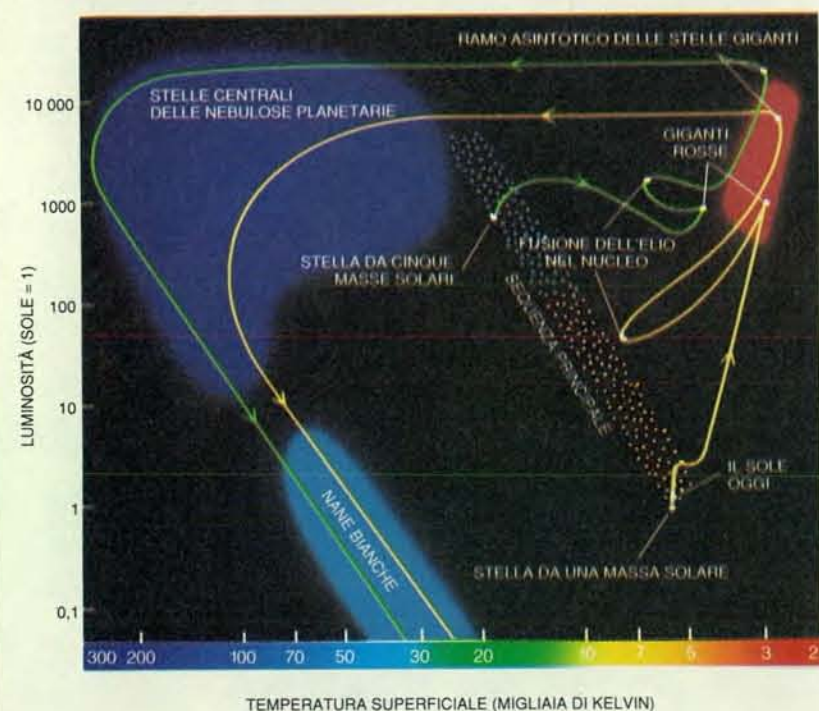 RAMO ASINTOTICO DELLE STELLE GIGANTI
10 000
STELLE CENTRALI
DELLE NEBULOSE PLANETARIE
GIGANTI
ROSSE
1000
STELLA DA CINQUE
MASSE SOLARI
FUSIONE DELL'ELIO
NEL NUCLEO
100
SEQUENZA PRINCIPALE
LUMINOSITÀ (SOLE = 1)
10
IL SOLE
OGGI
1
NANE BIANCHE
STELLA DA UNA MASSA SOLARE
0,1
300 200 100 70 50 30 20 10 7 5 3 2
TEMPERATURA SUPERFICIALE (MIGLIAIA DI KELVIN)